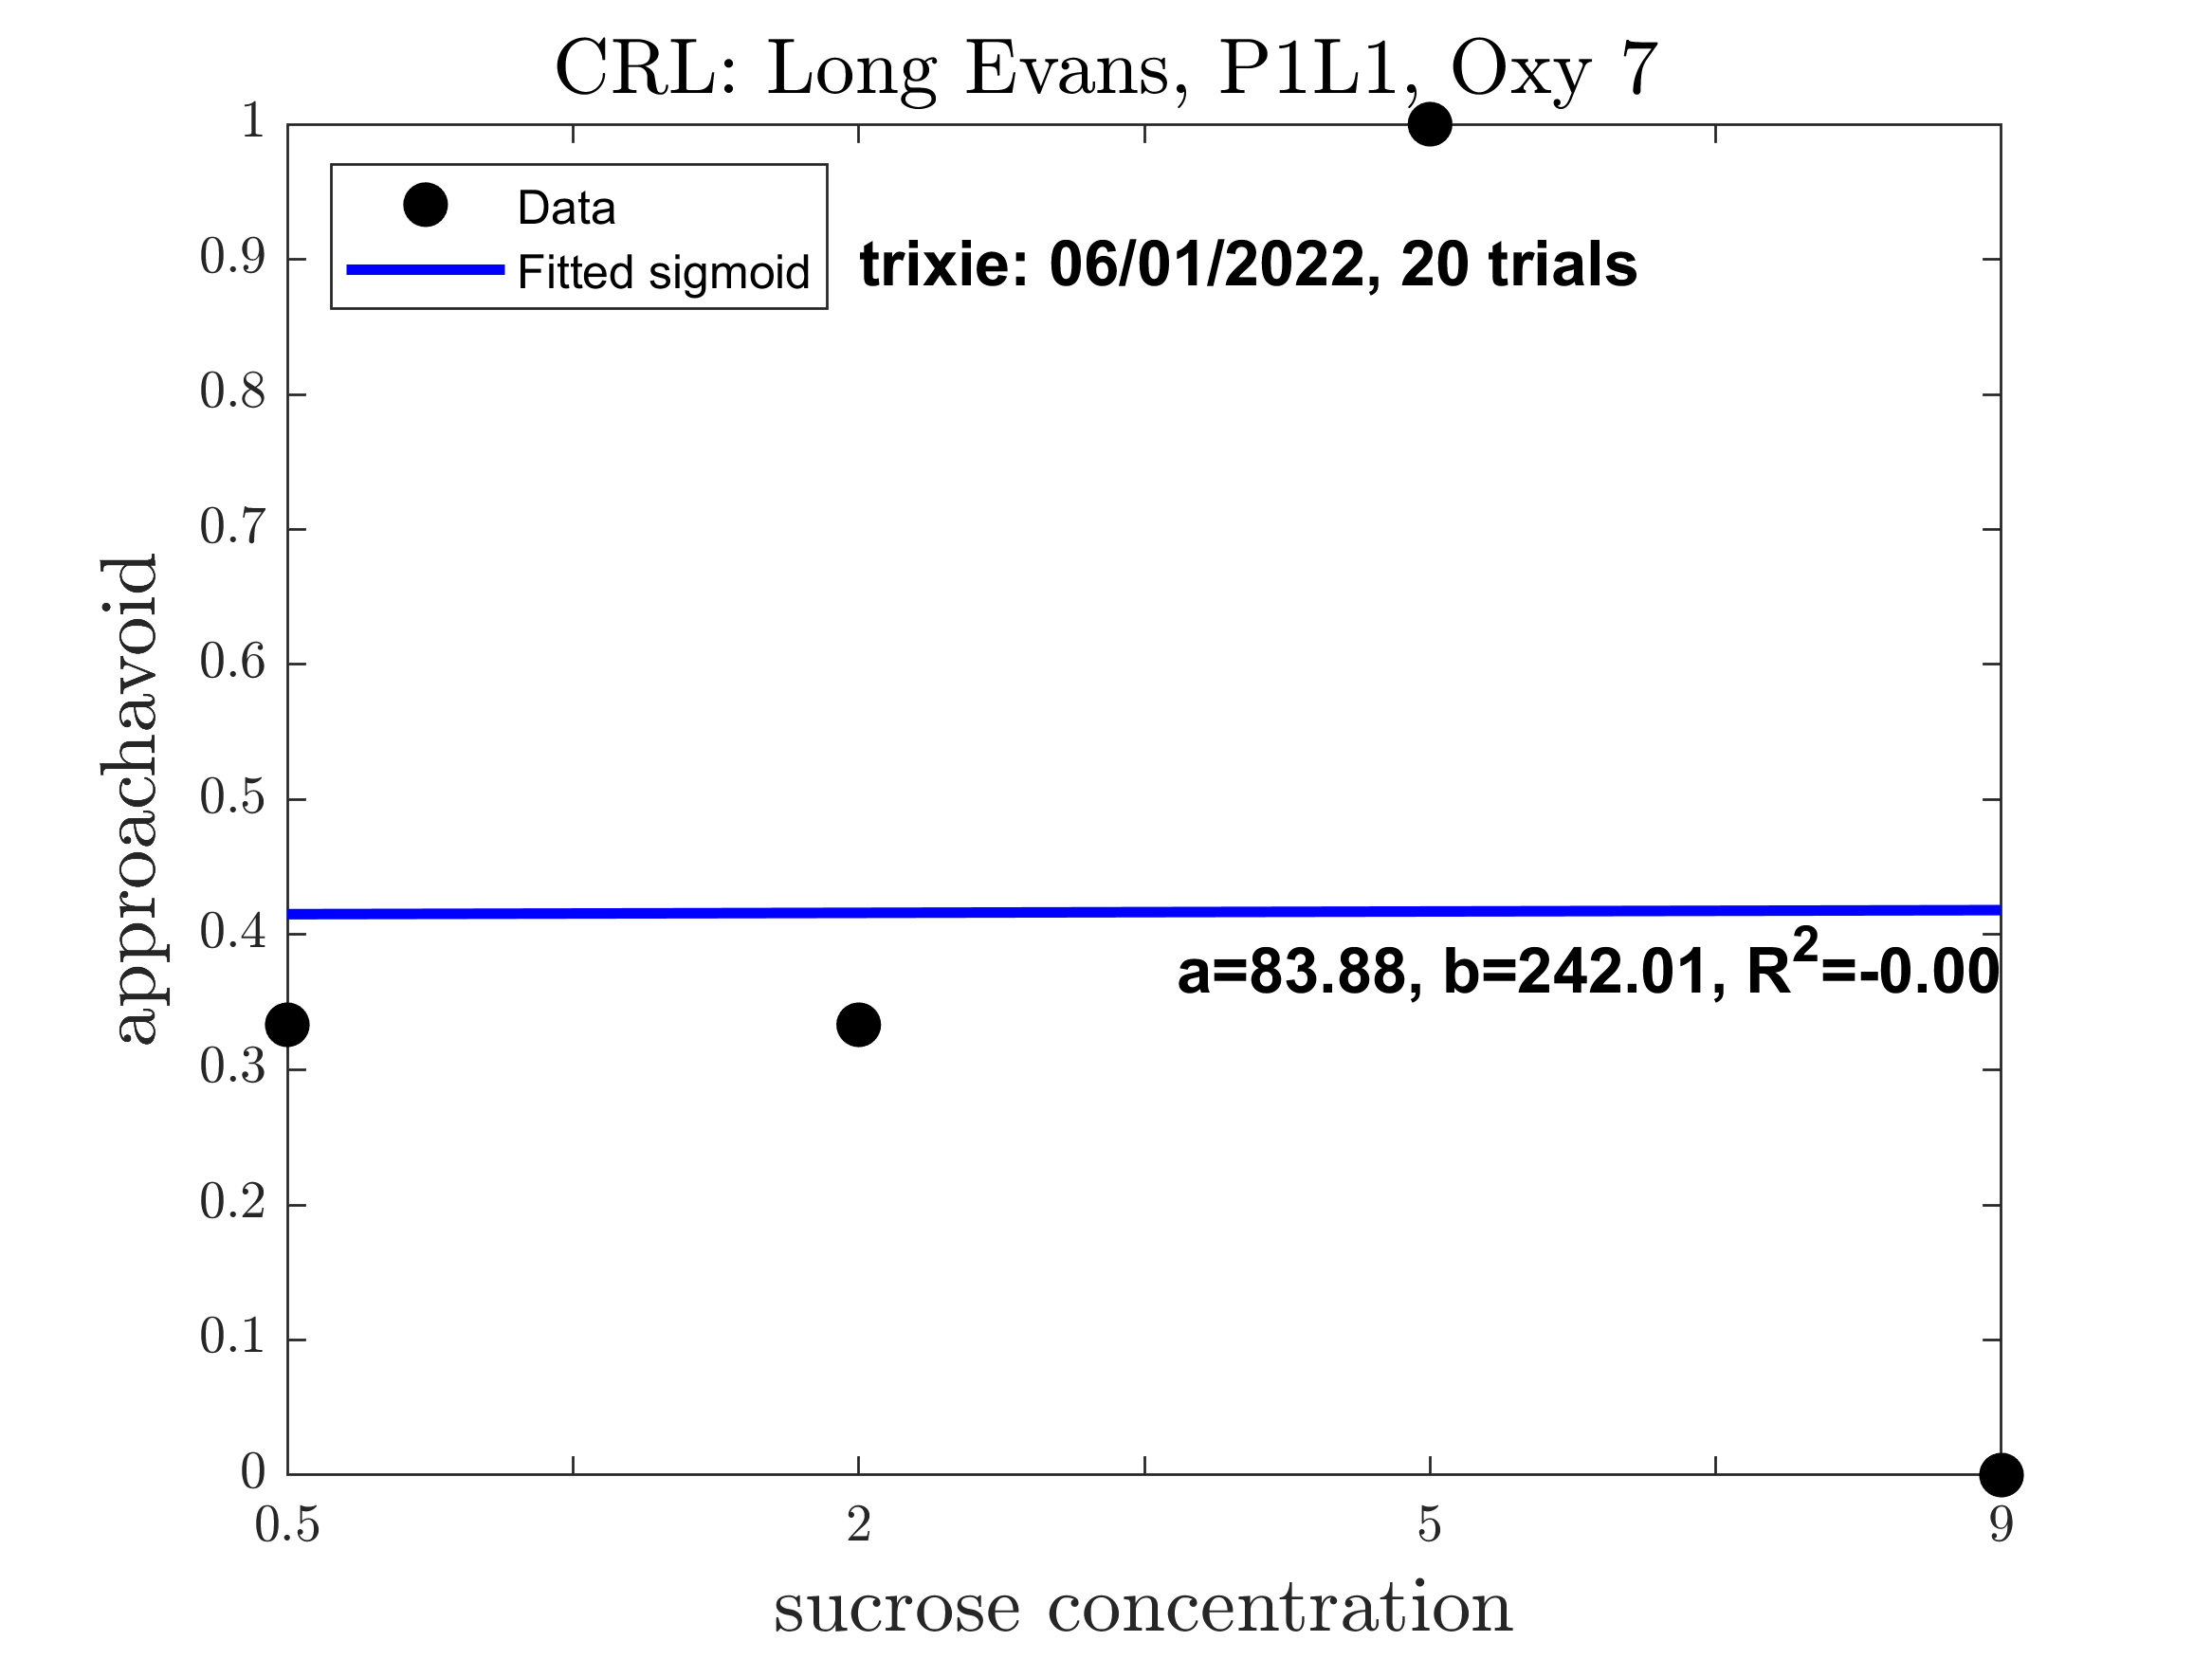 CRL: Long Evans, P1L1, Oxy 7
1
Data
Fitted sigmoid
trixie: 06/01/2022, 20 trials
0.9
0.8
0.7
0.6
0.5
0.4
0.3
0.2
0.1
0
approachavoid
a=83.88, b=242.01, R²=-0.00
0.5 2 5 9
sucrose concentration